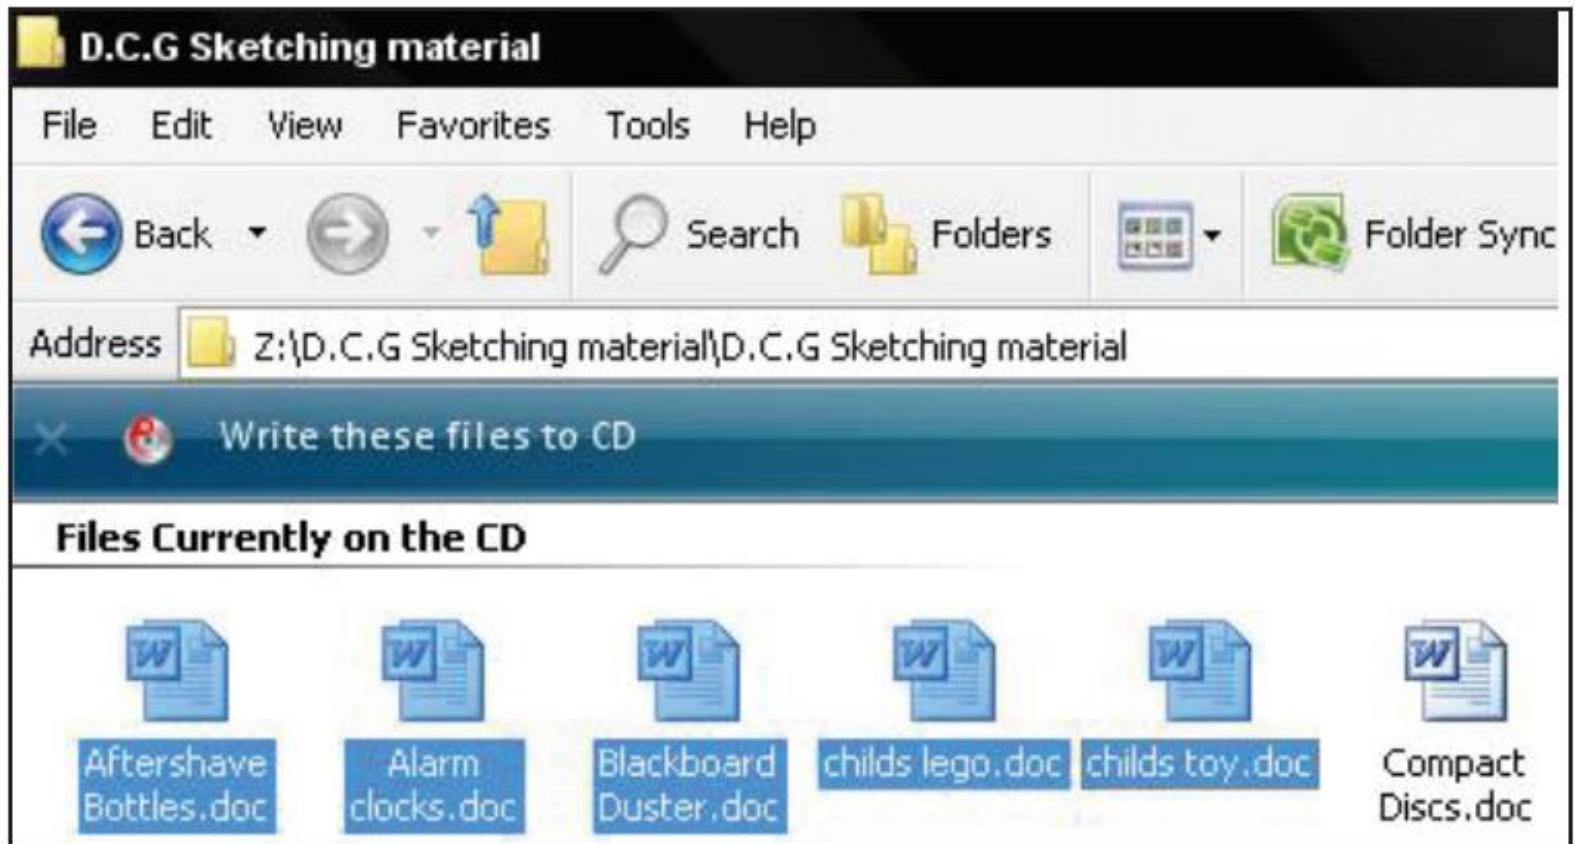 D.C.G Sketching material
File Edit View Favorites Tools Help
Back Search Folders Folder Sync
Address Z:\D.C.G Sketching material\D.C.G Sketching material
Write these files to CD
Files Currently on the CD
Aftershave Bottles.doc
Alarm clocks.doc
Blackboard Duster.doc
childs lego.doc
childs toy.doc
Compact Discs.doc